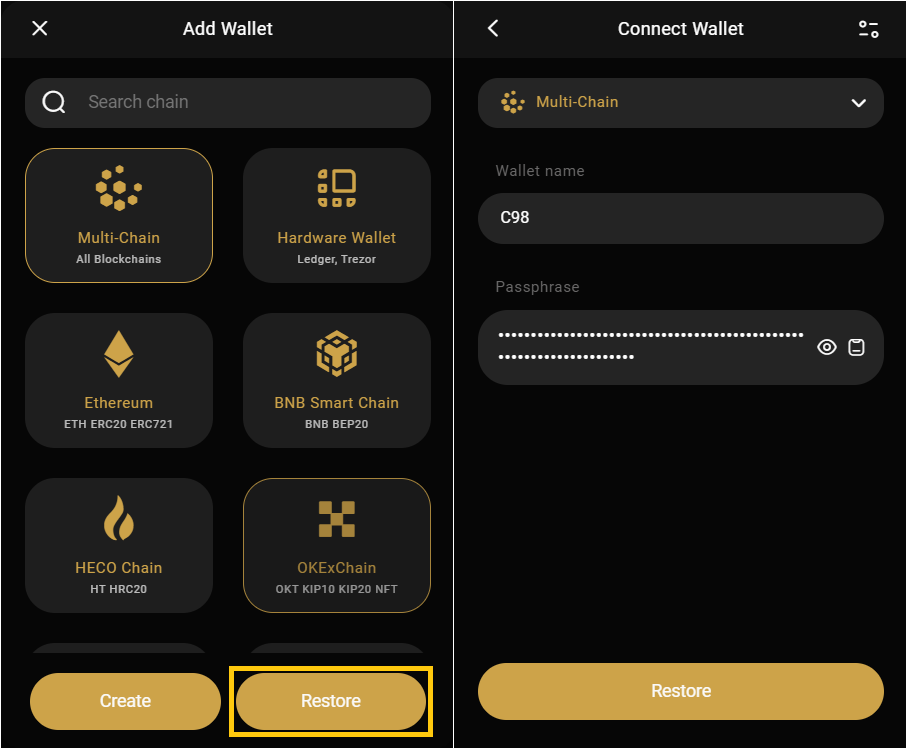 Add Wallet
Search chain
Multi-Chain
All Blockchains
Hardware Wallet
Ledger, Trezor
Ethereum
ETH ERC20 ERC721
BNB Smart Chain
BNB BEP20
HECO Chain
HT HRC20
OKExChain
OKT KIP10 KIP20 NFT
Create
Restore
Connect Wallet
Multi-Chain
Wallet name
C98
Passphrase
Restore